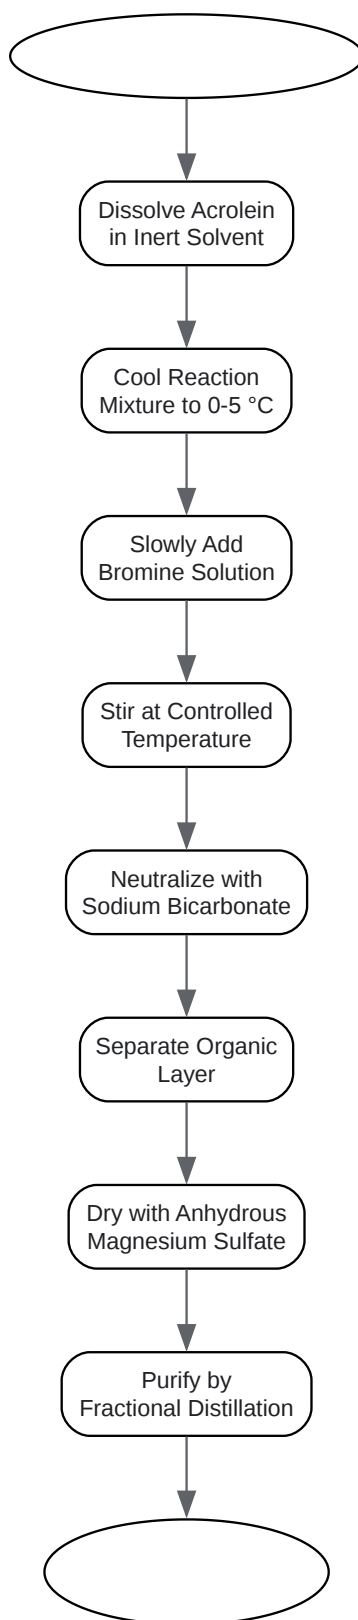 Dissolve Acrolein
in Inert Solvent
Cool Reaction
Mixture to 0-5 °C
Slowly Add
Bromine Solution
Stir at Controlled
Temperature
Neutralize with
Sodium Bicarbonate
Separate Organic
Layer
Dry with Anhydrous
Magnesium Sulfate
Purify by
Fractional Distillation